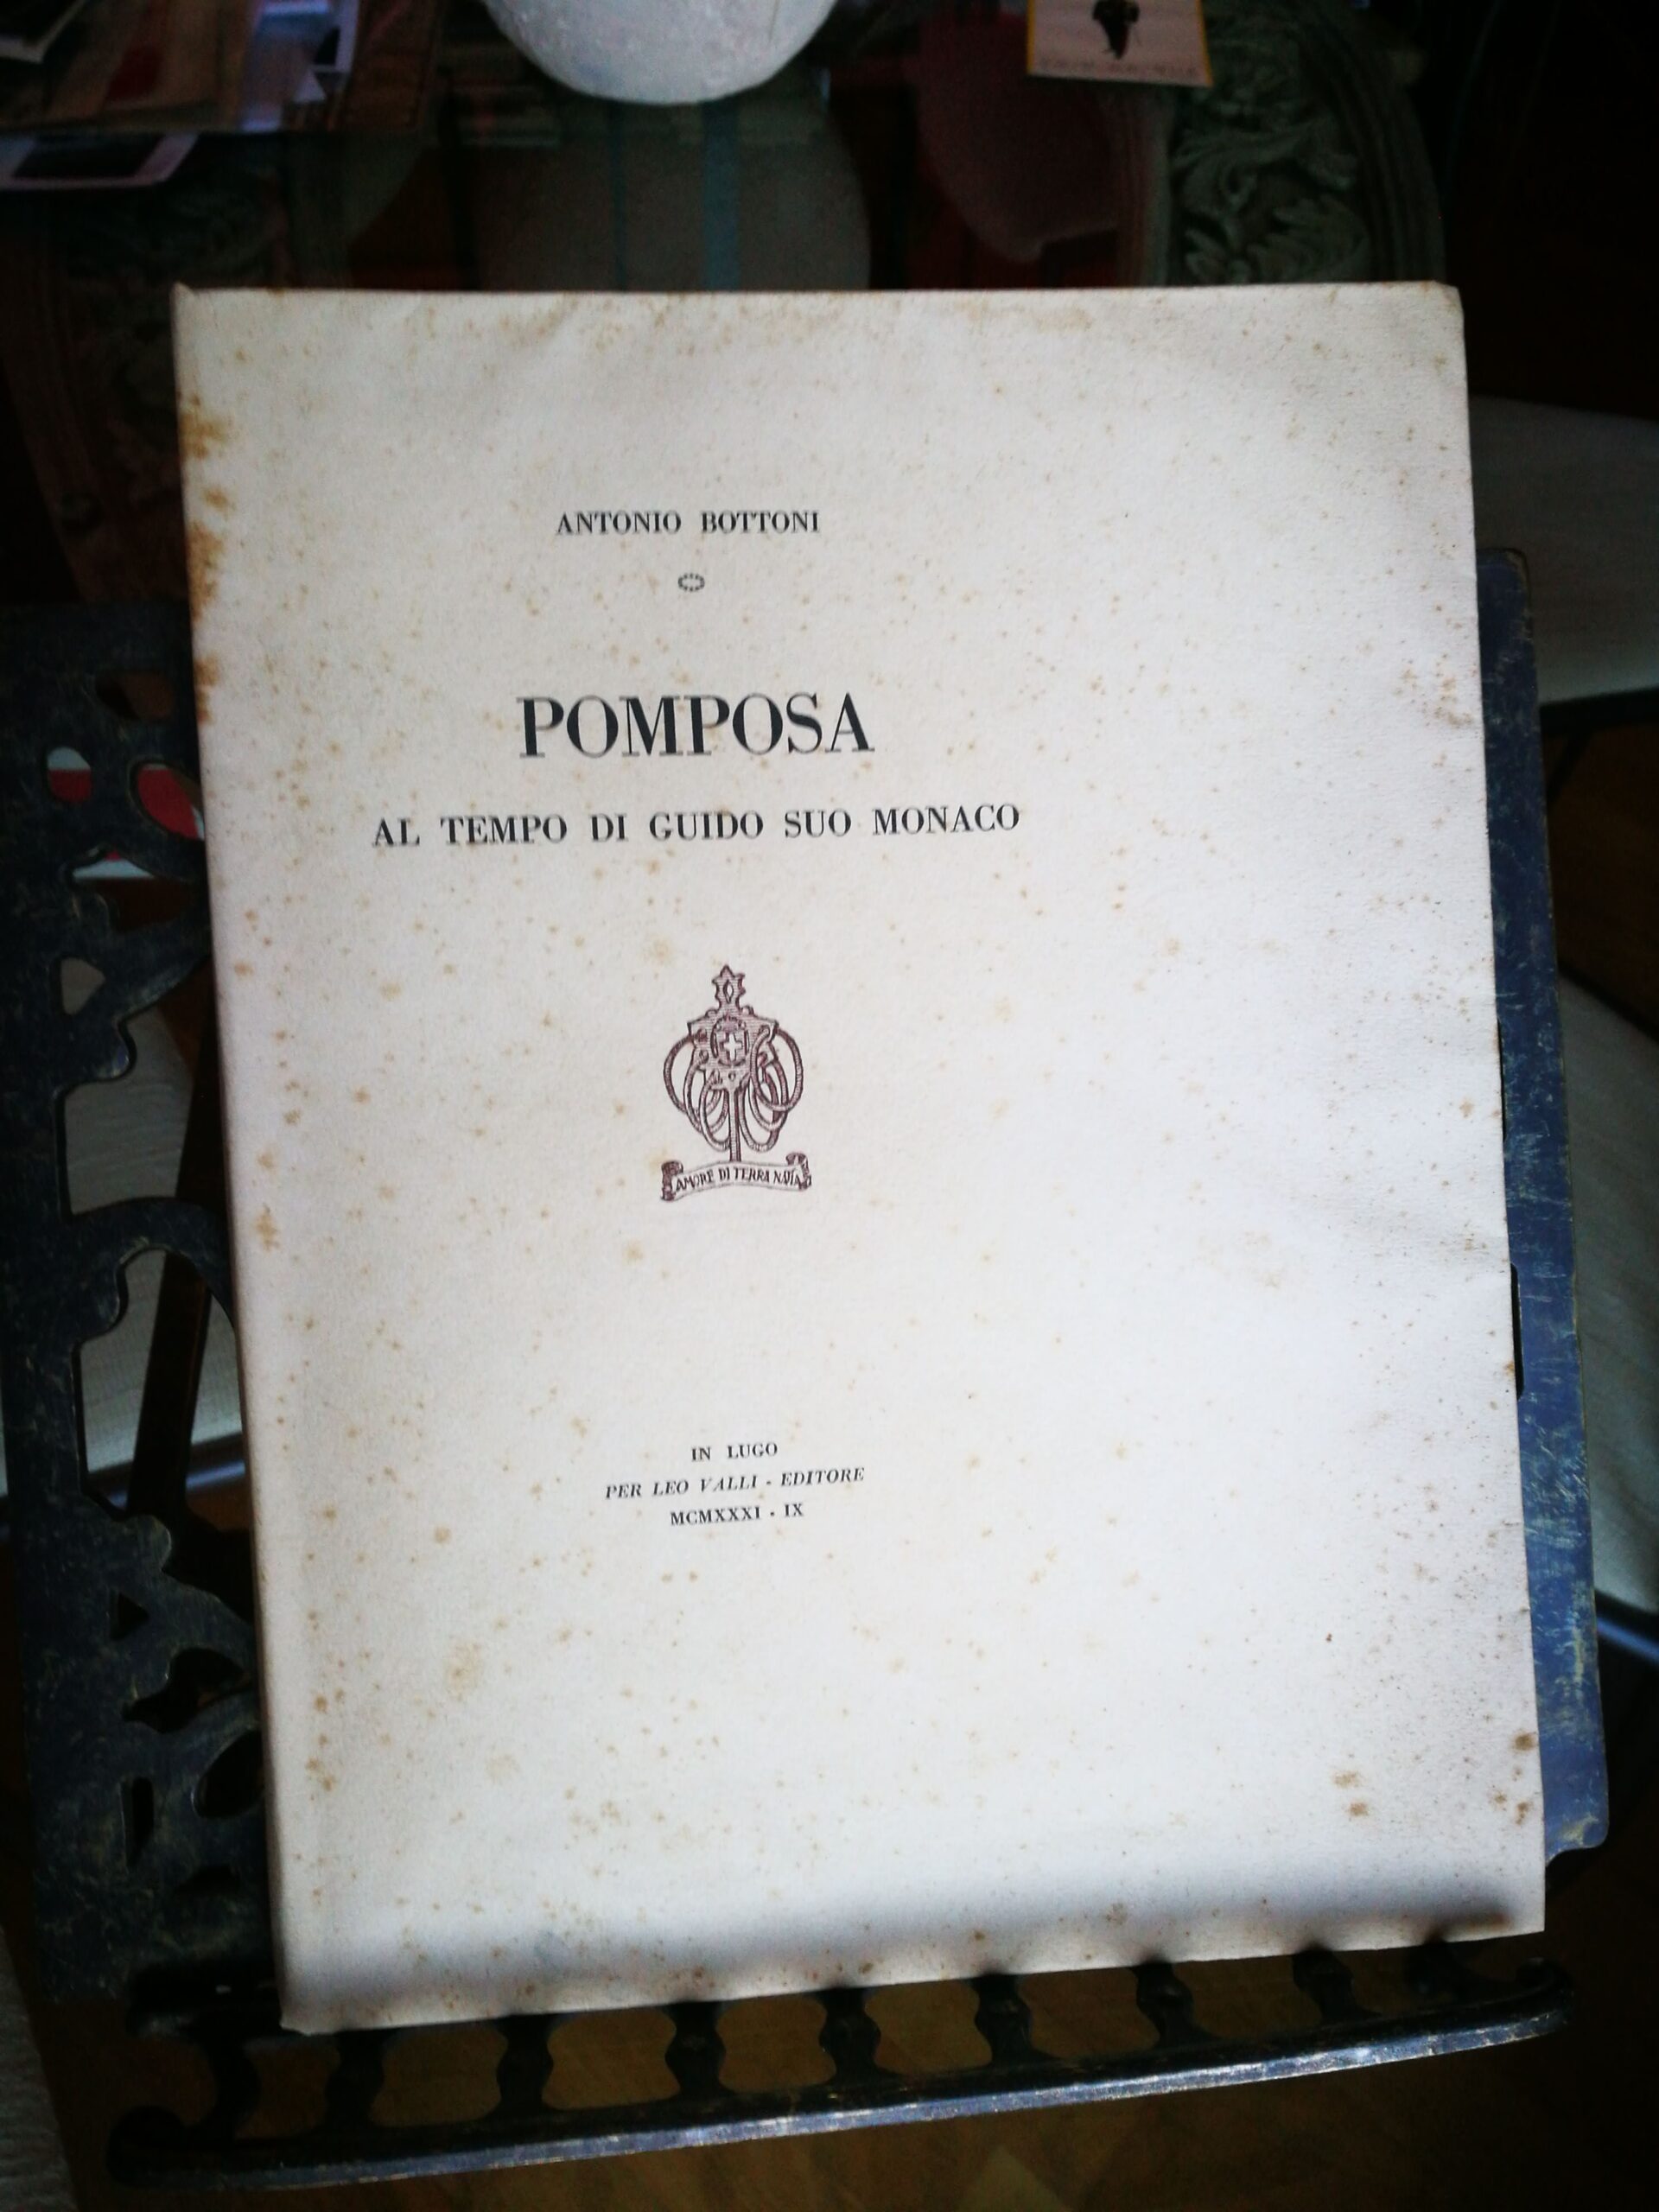 ANTONIO BOTTONI
POMPOSA
AL TEMPO DI GUIDO SUO MONACO
AMORE DI TERRA NATÍA
IN LUGO
PER LEO VALLI - EDITORE
MCMXXXI - IX